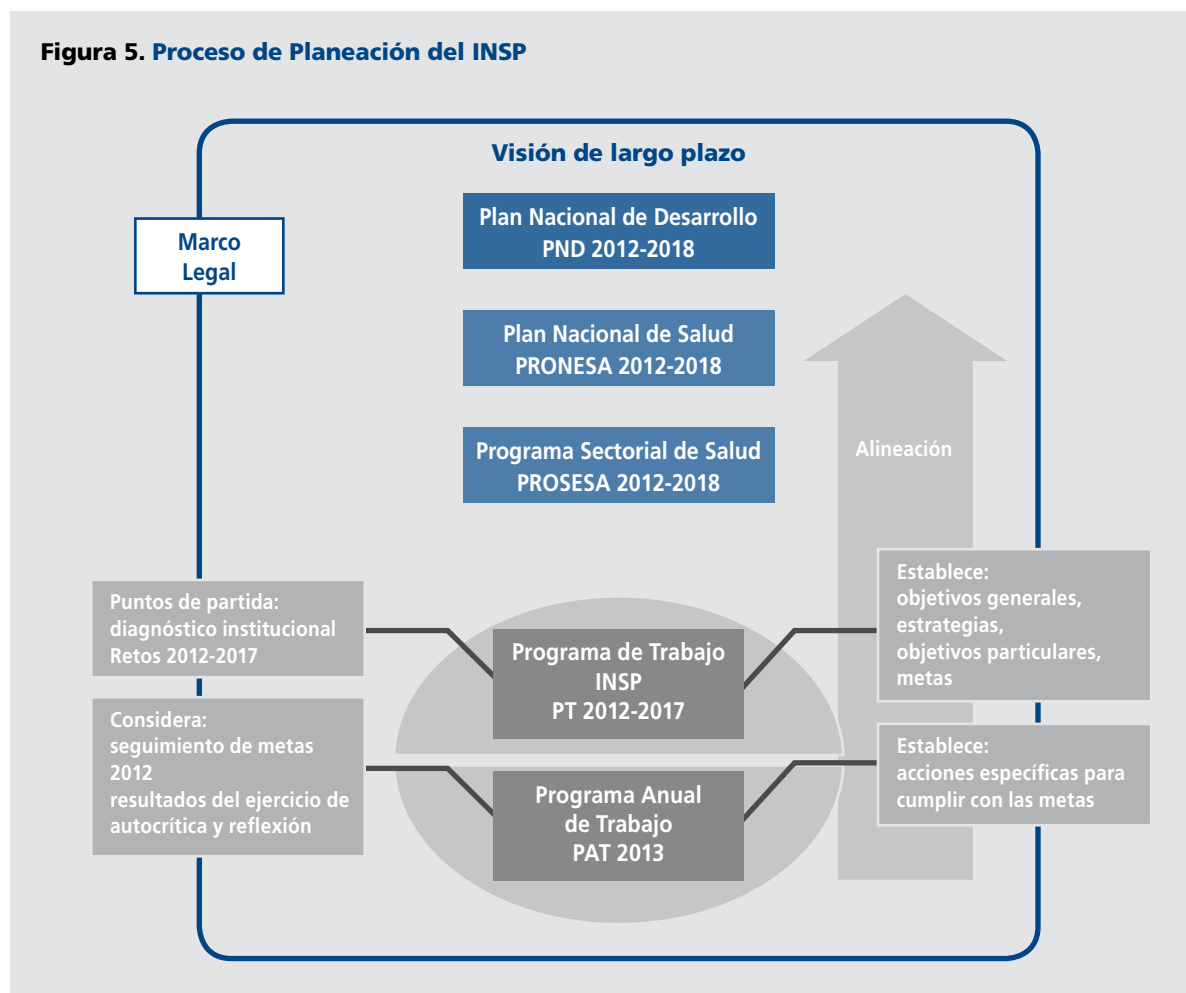 Figura 5. Proceso de Planeación del INSP
Visión de largo plazo
Marco
Legal
Plan Nacional de Desarrollo
PND 2012-2018
Plan Nacional de Salud
PRONESA 2012-2018
Programa Sectorial de Salud
PROSESA 2012-2018
Alineación
Puntos de partida:
diagnóstico institucional
Retos 2012-2017
Programa de Trabajo
INSP
PT 2012-2017
Establece:
objetivos generales,
estrategias,
objetivos particulares,
metas
Considera:
seguimiento de metas
2012
resultados del ejercicio de
autocrítica y reflexión
Programa Anual
de Trabajo
PAT 2013
Establece:
acciones específicas para
cumplir con las metas